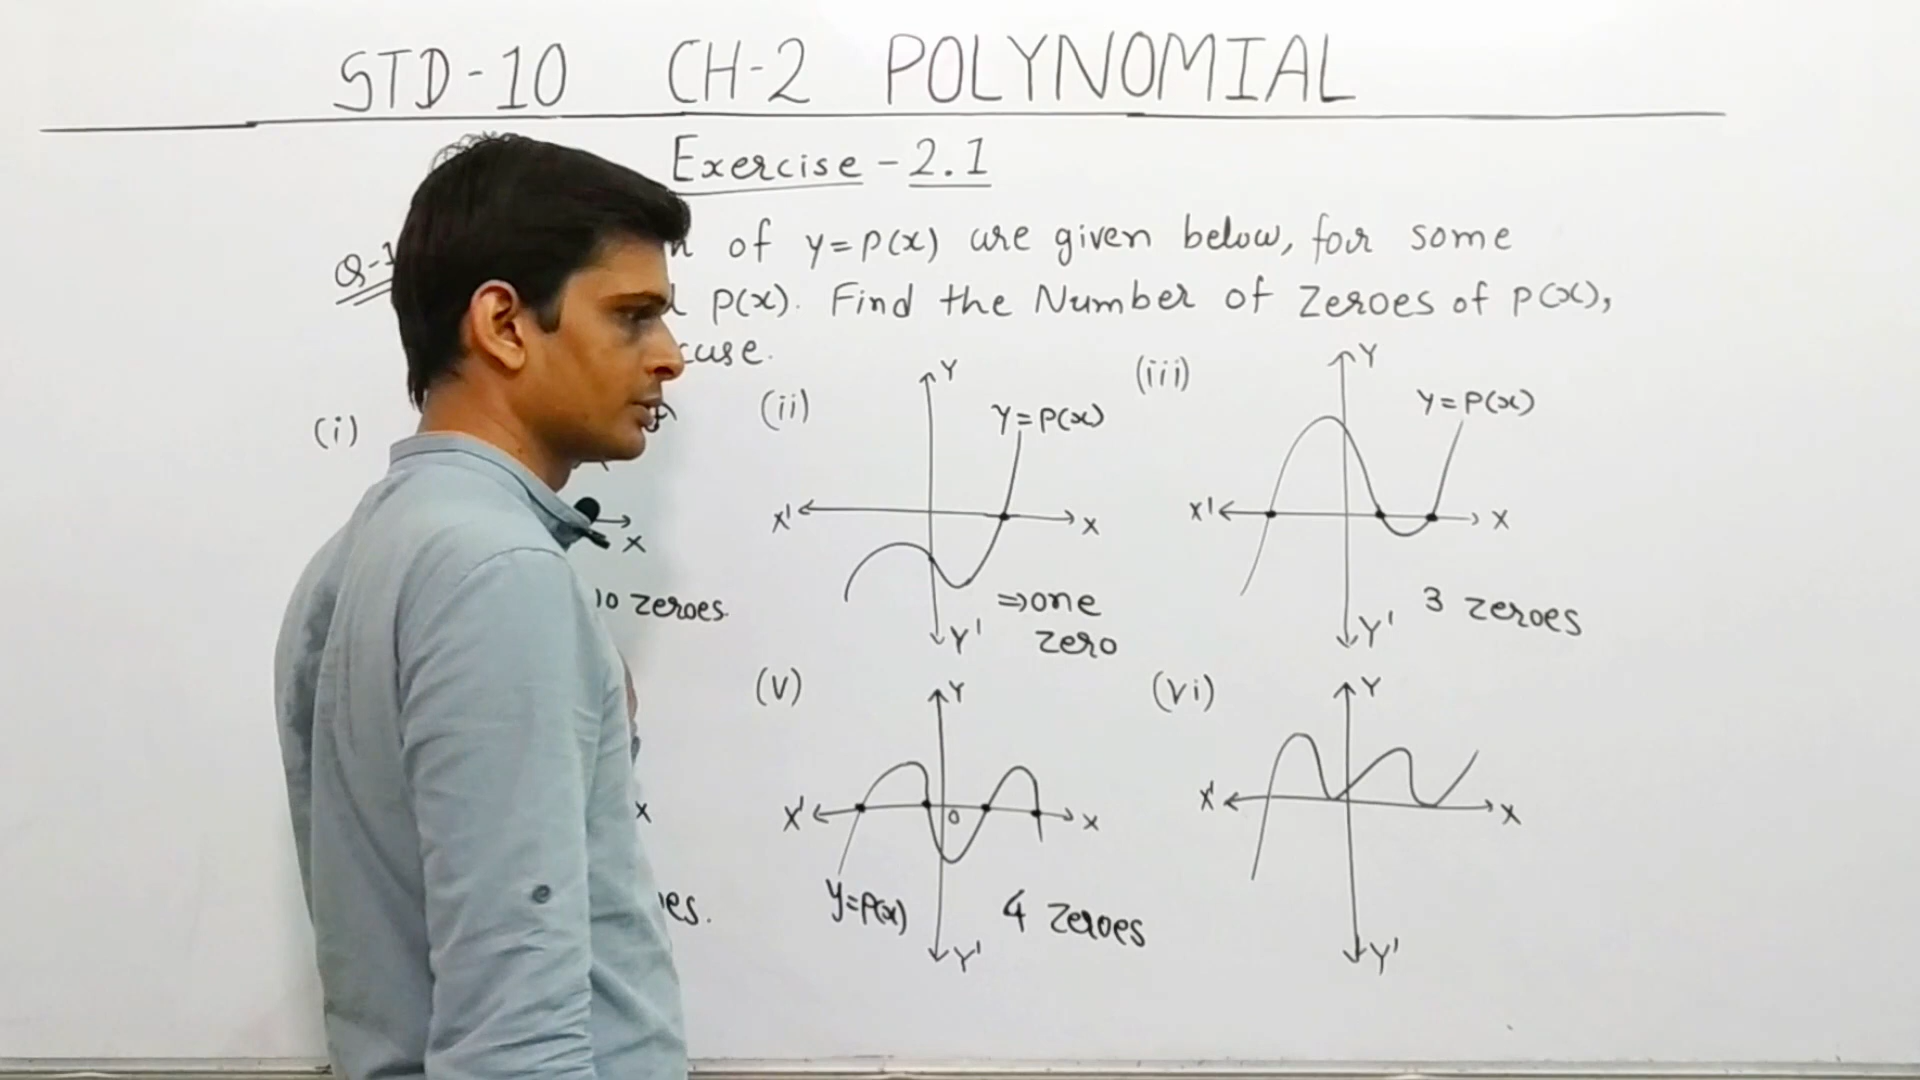 STD-10 CH-2 POLYNOMIAL
Exercise - 2.1
Q-1 of y=P(x) are given below, for some
P(x). Find the Number of Zeroes of P(x),
(i)
X
Zeroes.
(ii)
Y
Y=P(x)
X'
X
Y'
⇒one
Zero
(iii)
Y
Y=P(x)
X'
X
Y'
3 Zeroes
X
(v)
Y
X'
O
X
y=P(x)
Y'
4 Zeroes
(vi)
Y
X'
X
Y'